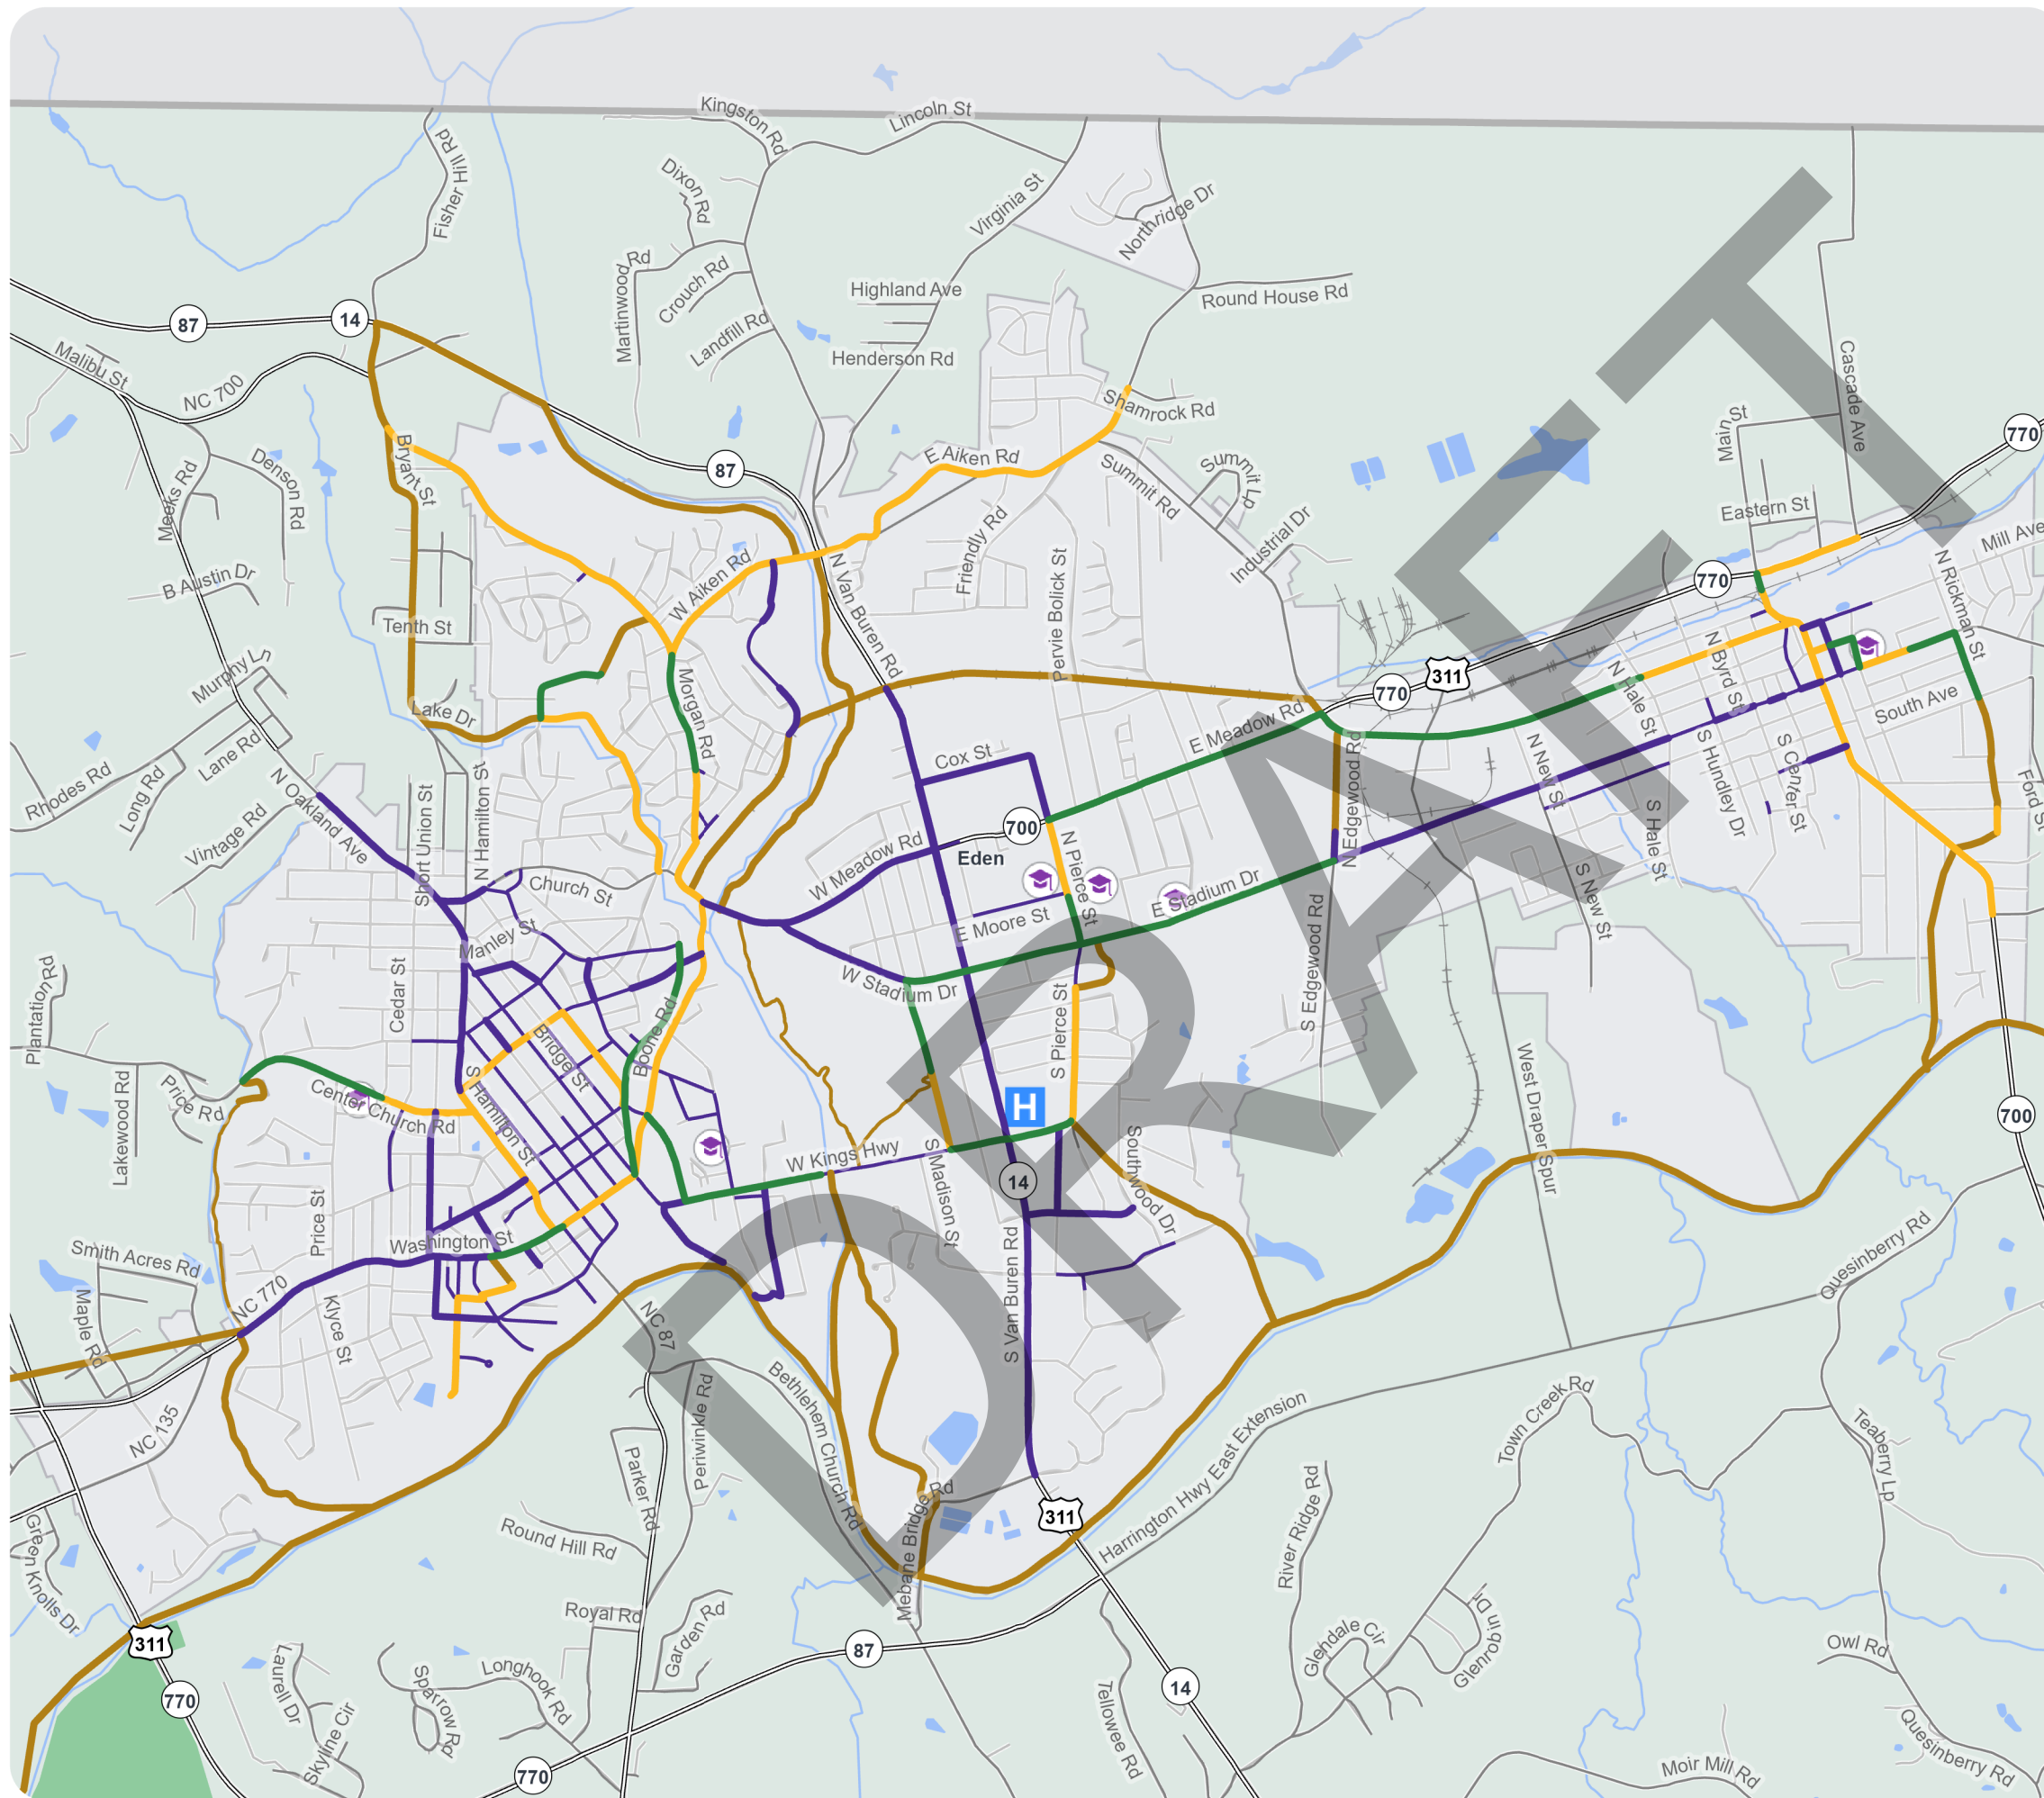 Kingston Rd
Lincoln St
Fisher Hill Rd
Dixon Rd
Virginia St
Northridge Dr
Martinwood Rd
Crouch Rd
Highland Ave
Round House Rd
87
14
Landfill Rd
Henderson Rd
Malibu St
NC 700
Shamrock Rd
Cascade Ave
Main St
770
Bryant St
Denson Rd
Meeks Rd
87
E Aiken Rd
Summit Rd
Summit Lp
Eastern St
Industrial Dr
Friendly Rd
Pervie Bolick St
Mill Ave
N Rickman St
B Austin Dr
W Aiken Rd
N Van Buren Rd
770
Tenth St
Murphy Ln
Morgan Rd
311
770
N Hale St
N Byrd St
South Ave
Lake Dr
E Meadow Rd
N Edgewood Rd
Lane Rd
Cox St
Rhodes Rd
Long Rd
N Oakland Ave
Vintage Rd
Short Union St
N Hamilton St
700
Eden
W Meadow Rd
N Pierce St
N New St
S Hundley Dr
S Center St
S Hale St
Ford St
Church St
E Moore St
E Stadium Dr
S New St
Manley St
Cedar St
W Stadium Dr
S Edgewood Rd
Plantation Rd
Bridge St
Boone Rd
S Pierce St
West Draper Spur
Lakewood Rd
Price Rd
Center Church Rd
S Hamilton St
H
700
W Kings Hwy
S Madison St
14
Southwood Dr
Price St
Washington St
Smith Acres Rd
Maple Rd
NC 770
Klyce St
NC 87
S Van Buren Rd
Quesinberry Rd
NC 135
Periwinkle Rd
Bethlehem Church Rd
Harrington Hwy East Extension
Town Creek Rd
Teaberry Lp
Parker Rd
Mebane Bridge Rd
311
River Ridge Rd
Green Knolls Dr
Round Hill Rd
Royal Rd
Garden Rd
311
87
770
Laurell Dr
Skyline Cir
Sparrow Rd
Longhook Rd
Glendale Cir
Glenrobin Dr
Owl Rd
14
Tellowee Rd
770
Moir Mill Rd
Quesinberry Rd
DRAFT